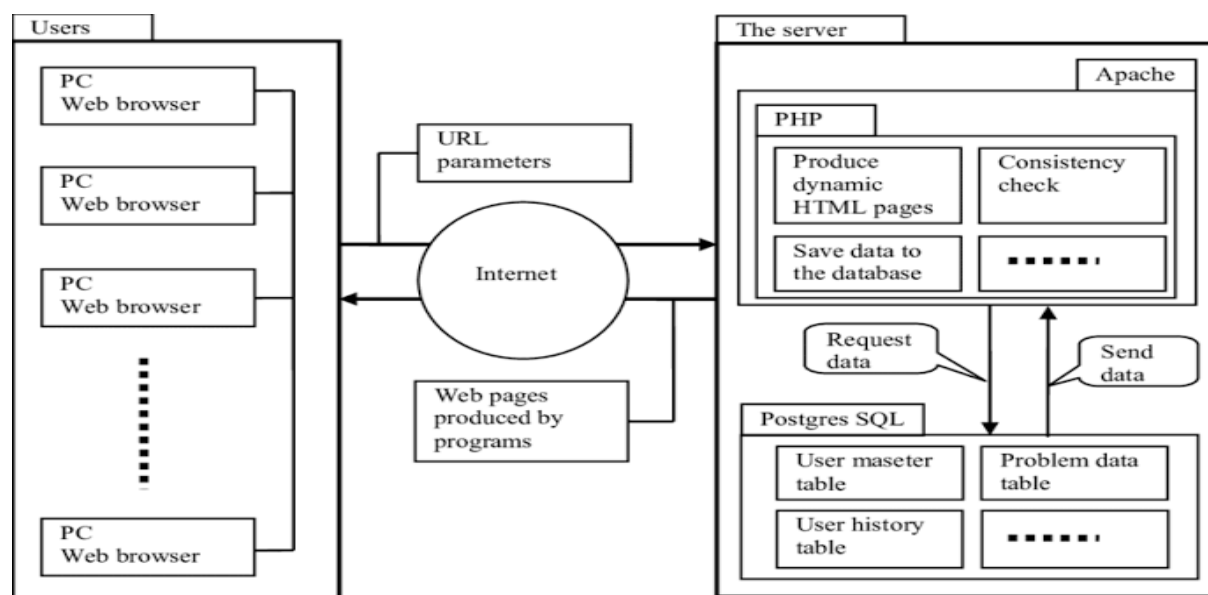 Users
PC
Web browser
PC
Web browser
PC
Web browser
PC
Web browser
URL
parameters
Internet
Web pages
produced by
programs
The server
Apache
PHP
Produce
dynamic
HTML pages
Consistency
check
Save data to
the database
Request
data
Send
data
Postgres SQL
User maseter
table
Problem data
table
User history
table